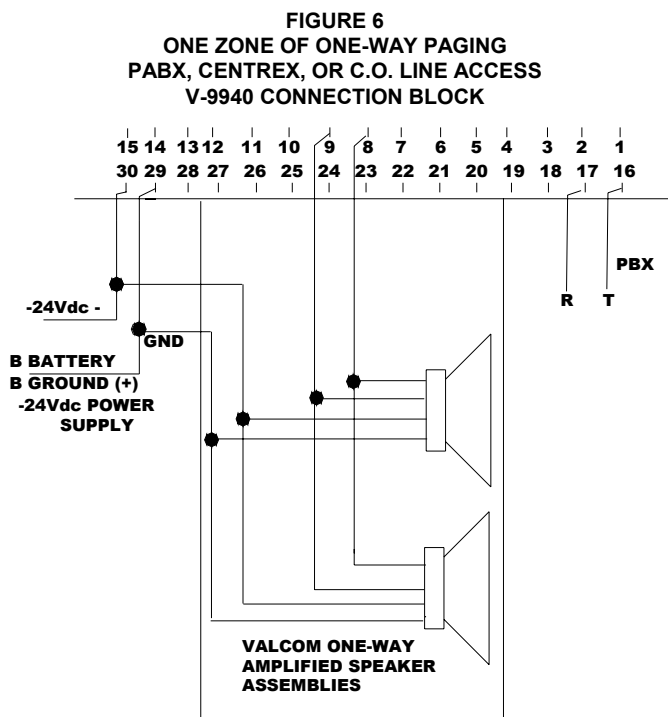 FIGURE 6
ONE ZONE OF ONE-WAY PAGING
PABX, CENTREX, OR C.O. LINE ACCESS
V-9940 CONNECTION BLOCK
15 14 13 12 11 10 9 8 7 6 5 4 3 2 1
30 29 28 27 26 25 24 23 22 21 20 19 18 17 16
PBX
R T
-24Vdc -
GND
B BATTERY
B GROUND (+)
-24Vdc POWER
SUPPLY
VALCOM ONE-WAY
AMPLIFIED SPEAKER
ASSEMBLIES